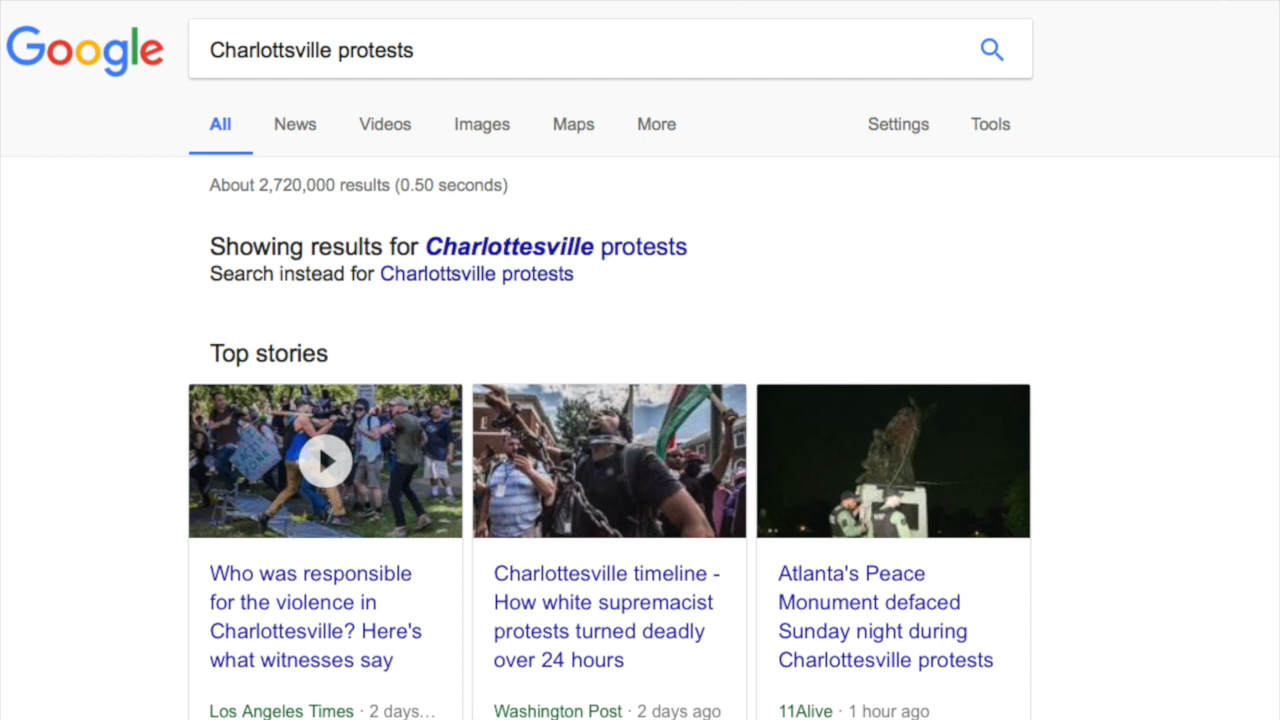 Google
Charlottsville protests
All News Videos Images Maps More Settings Tools
About 2,720,000 results (0.50 seconds)
Showing results for Charlottesville protests
Search instead for Charlottsville protests
Top stories
Who was responsible
for the violence in
Charlottesville? Here's
what witnesses say
Los Angeles Times · 2 days...
Charlottesville timeline -
How white supremacist
protests turned deadly
over 24 hours
Washington Post · 2 days ago
Atlanta's Peace
Monument defaced
Sunday night during
Charlottesville protests
11Alive · 1 hour ago